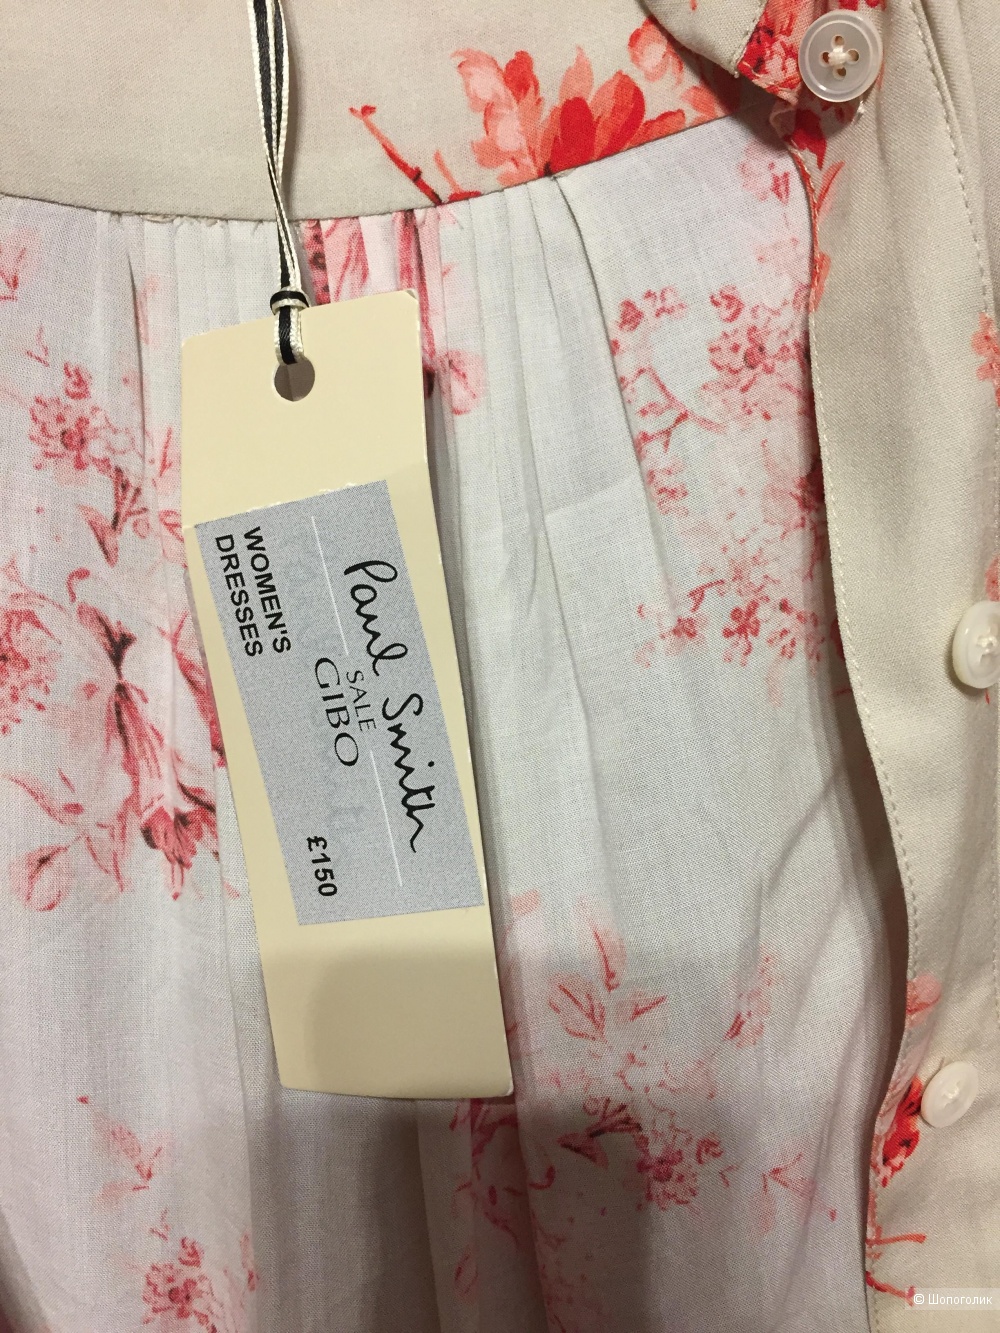 Paul Smith
SALE
GIBO
WOMEN'S
DRESSES
£150
© Шопоголик